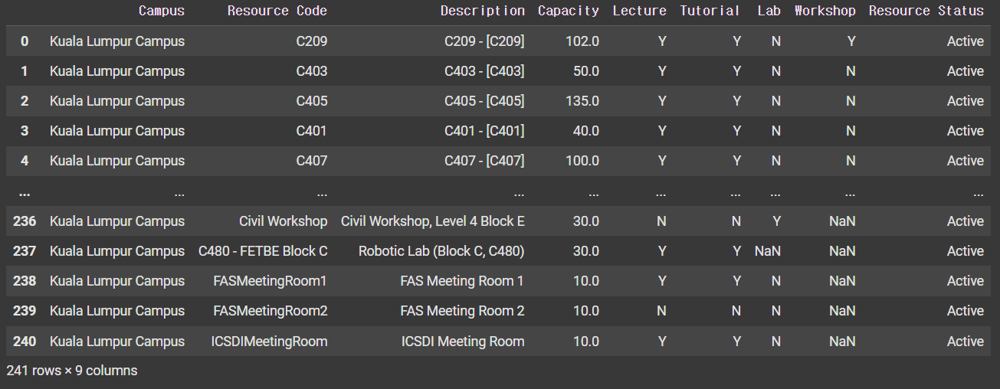 Campus Resource Code Description Capacity Lecture Tutorial Lab Workshop Resource Status
0 Kuala Lumpur Campus C209 C209 - [C209] 102.0 Y Y N Y Active
1 Kuala Lumpur Campus C403 C403 - [C403] 50.0 Y Y N N Active
2 Kuala Lumpur Campus C405 C405 - [C405] 135.0 Y Y N N Active
3 Kuala Lumpur Campus C401 C401 - [C401] 40.0 Y Y N N Active
4 Kuala Lumpur Campus C407 C407 - [C407] 100.0 Y Y N N Active
... ... ... ... ... ... ... ... ... ...
236 Kuala Lumpur Campus Civil Workshop Civil Workshop, Level 4 Block E 30.0 N N Y NaN Active
237 Kuala Lumpur Campus C480 - FETBE Block C Robotic Lab (Block C, C480) 30.0 Y Y NaN NaN Active
238 Kuala Lumpur Campus FASMeetingRoom1 FAS Meeting Room 1 10.0 Y Y N NaN Active
239 Kuala Lumpur Campus FASMeetingRoom2 FAS Meeting Room 2 10.0 N N N NaN Active
240 Kuala Lumpur Campus ICSDIMeetingRoom ICSDI Meeting Room 10.0 Y Y N NaN Active
241 rows × 9 columns